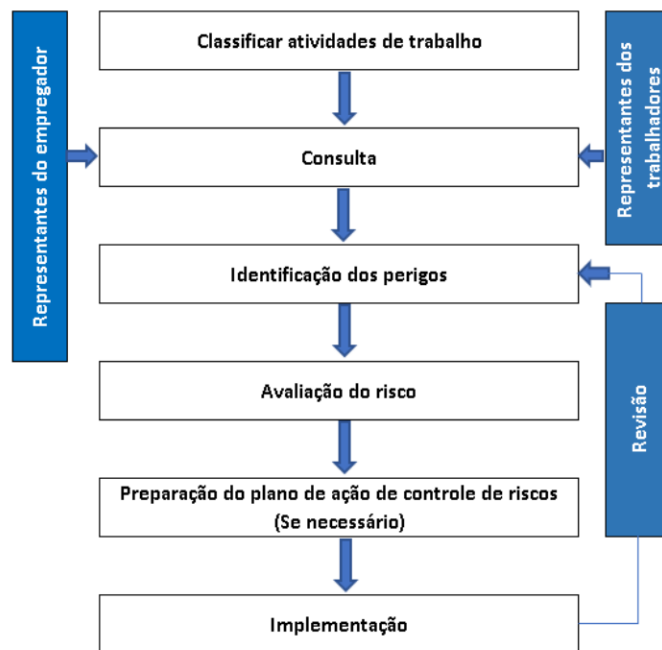 Classificar atividades de trabalho
Representantes do empregador
Representantes dos
trabalhadores
Consulta
Identificação dos perigos
Avaliação do risco
Revisão
Preparação do plano de ação de controle de riscos
(Se necessário)
Implementação